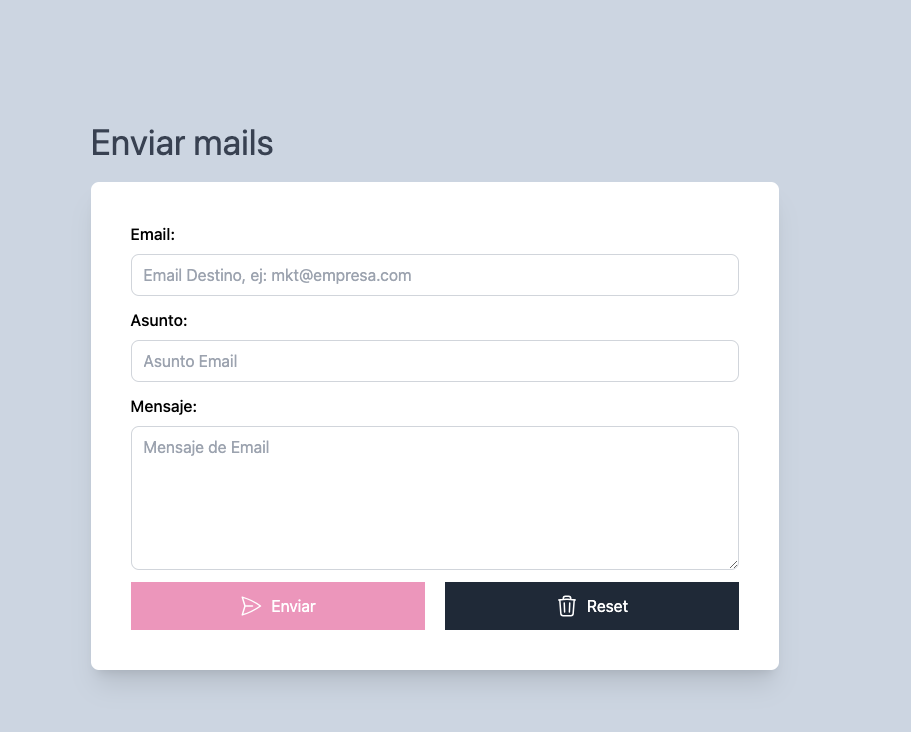 Enviar mails
Email:
Email Destino, ej: mkt@empresa.com
Asunto:
Asunto Email
Mensaje:
Mensaje de Email
Enviar
Reset